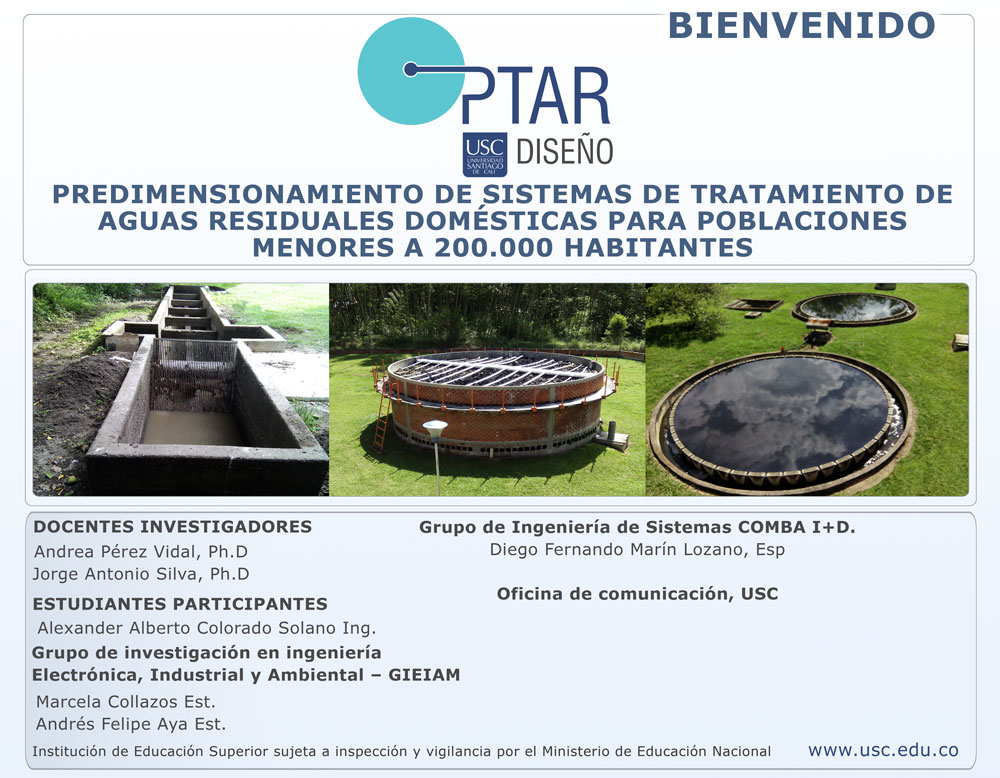 BIENVENIDO
PTAR
USC
UNIVERSIDAD
SANTIAGO
DE CALI
DISEÑO
PREDIMENSIONAMIENTO DE SISTEMAS DE TRATAMIENTO DE
AGUAS RESIDUALES DOMÉSTICAS PARA POBLACIONES
MENORES A 200.000 HABITANTES
DOCENTES INVESTIGADORES
Andrea Pérez Vidal, Ph.D
Jorge Antonio Silva, Ph.D
ESTUDIANTES PARTICIPANTES
Alexander Alberto Colorado Solano Ing.
Grupo de investigación en ingeniería
Electrónica, Industrial y Ambiental – GIEIAM
Marcela Collazos Est.
Andrés Felipe Aya Est.
Grupo de Ingeniería de Sistemas COMBA I+D.
Diego Fernando Marín Lozano, Esp
Oficina de comunicación, USC
Institución de Educación Superior sujeta a inspección y vigilancia por el Ministerio de Educación Nacional
www.usc.edu.co